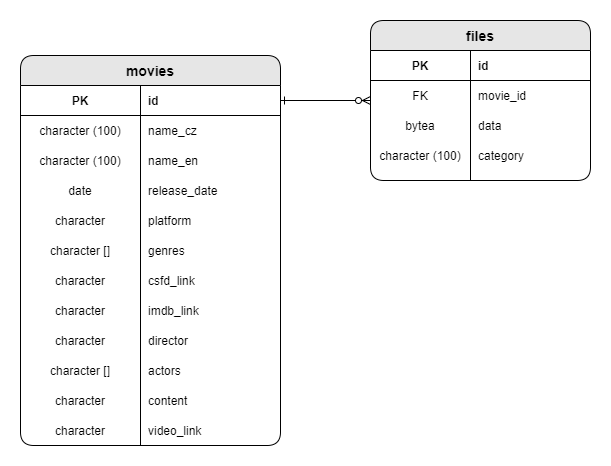 files
PK id
FK movie_id
bytea data
character (100) category
movies
PK id
character (100) name_cz
character (100) name_en
date release_date
character platform
character [] genres
character csfd_link
character imdb_link
character director
character [] actors
character content
character video_link